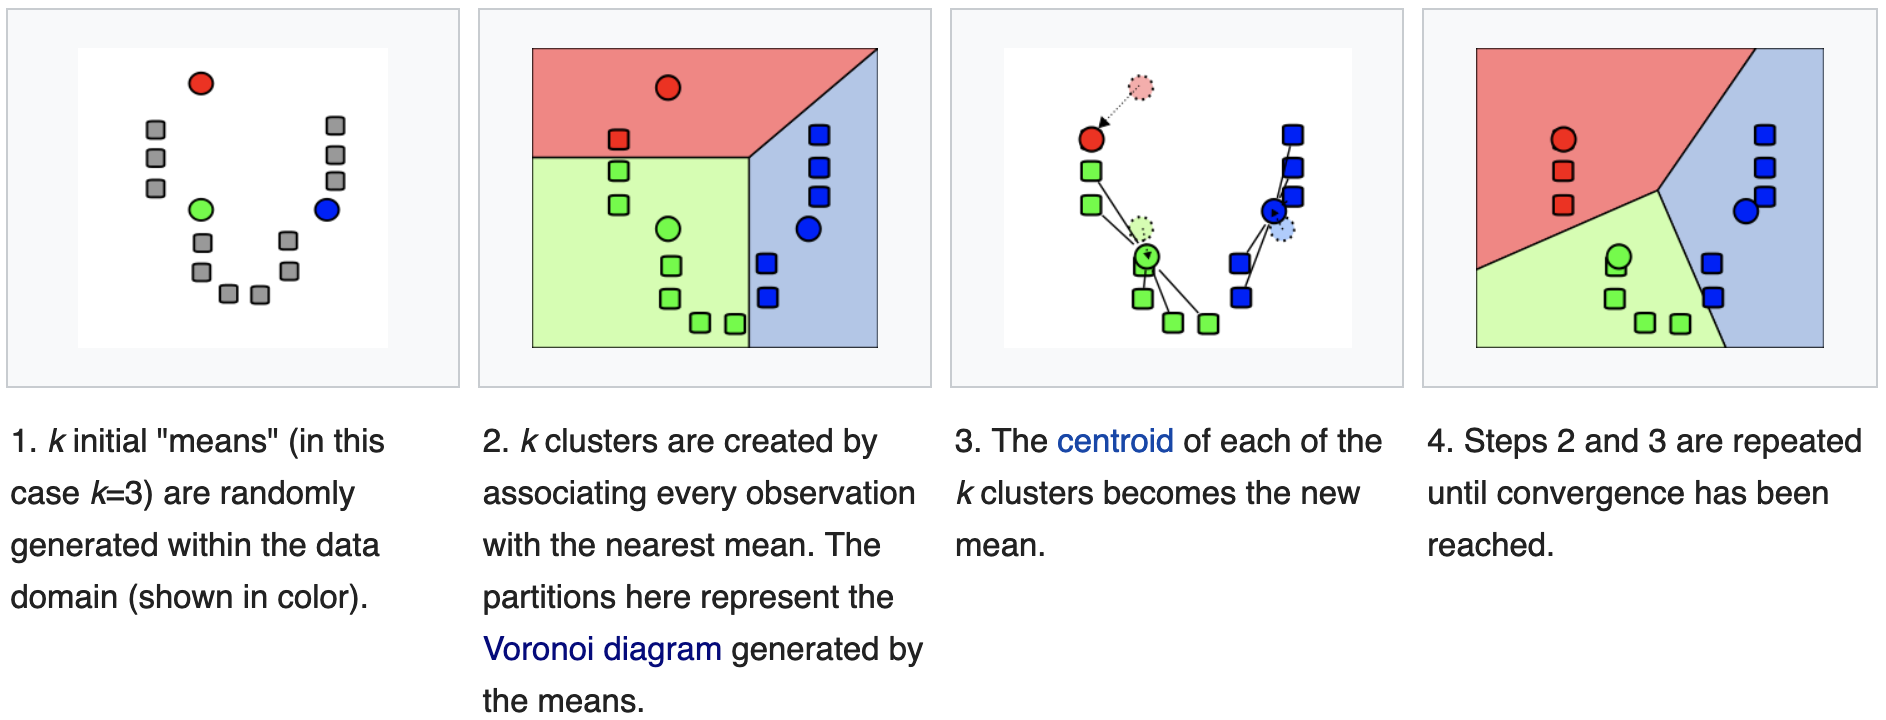 1. k initial "means" (in this
case k=3) are randomly
generated within the data
domain (shown in color).
2. k clusters are created by
associating every observation
with the nearest mean. The
partitions here represent the
Voronoi diagram generated by
the means.
3. The centroid of each of the
k clusters becomes the new
mean.
4. Steps 2 and 3 are repeated
until convergence has been
reached.